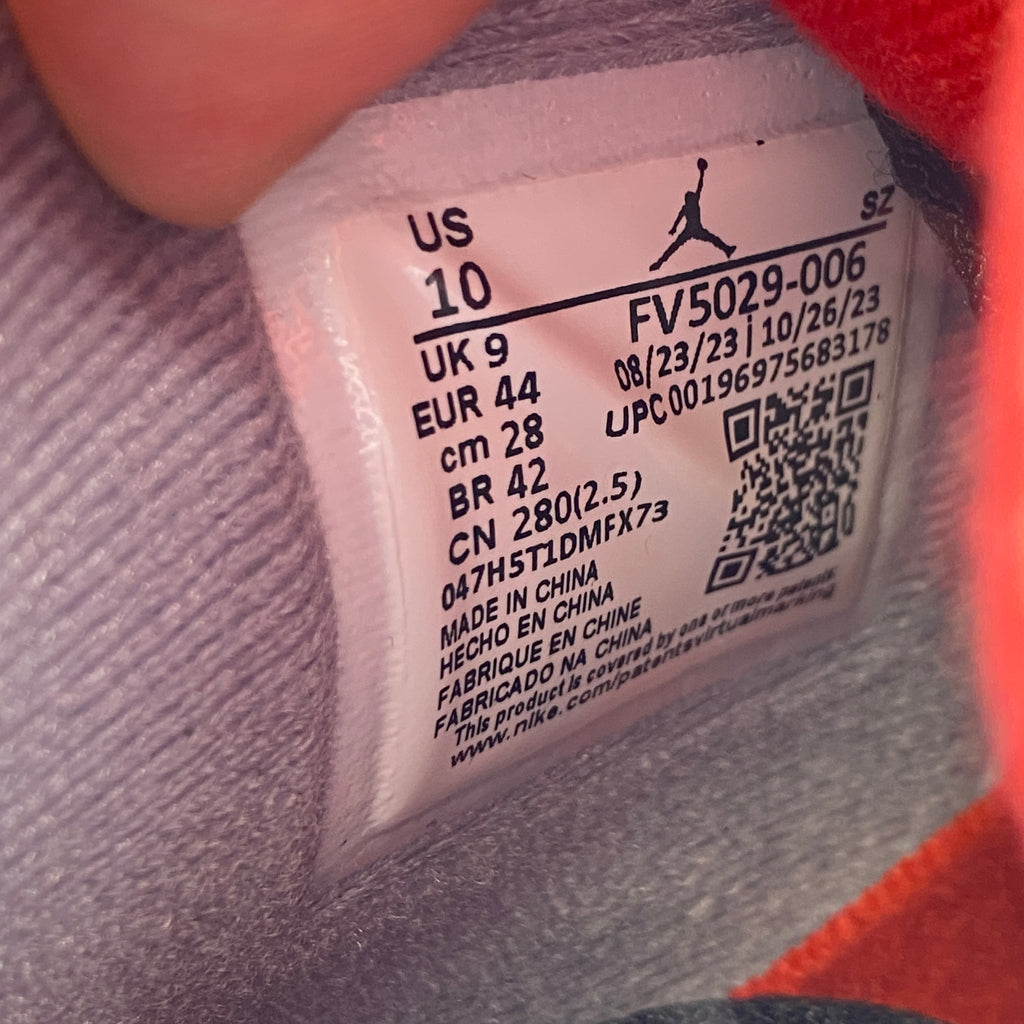 US
10
SZ
UK 9
EUR 44
cm 28
BR 42
CN 280(2.5)
047H5T1DMFX73
FV5029-006
08/23/23|10/26/23
UPC00196975683178
MADE IN CHINA
HECHO EN CHINA
FABRIQUE EN CHINE
FABRICADO NA CHINA
This product is covered by one or more patents.
www.nike.com/patentsvirtualmarking